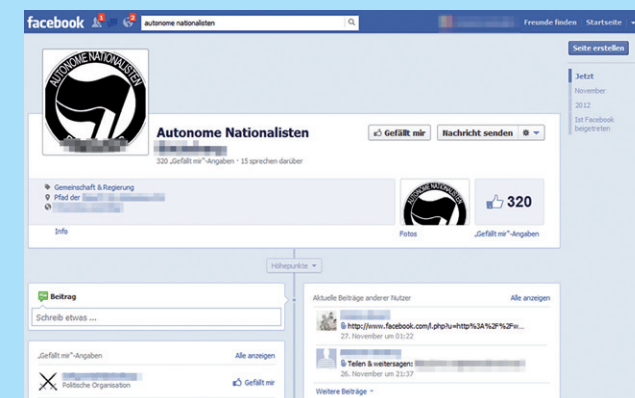 facebook
1
2
autonome nationalisten
Freunde finden
Startseite
Seite erstellen
Jetzt
November
2012
Ist Facebook
beigetreten
AUTONOME NATIONALISTEN
Autonome Nationalisten
320 „Gefällt mir"-Angaben · 15 sprechen darüber
Gefällt mir
Nachricht senden
Gemeinschaft & Regierung
Pfad der
Info
AUTONOME NATIONALISTEN
320
Fotos
„Gefällt mir"-Angaben
Höhepunkte
Beitrag
Schreib etwas ...
„Gefällt mir"-Angaben
Alle anzeigen
Politische Organisation
Gefällt mir
Aktuelle Beiträge anderer Nutzer
Alle anzeigen
http://www.facebook.com/l.php?u=http%3A%2F%2Fw...
27. November um 01:22
Teilen & weitersagen:
26. November um 21:37
Weitere Beiträge